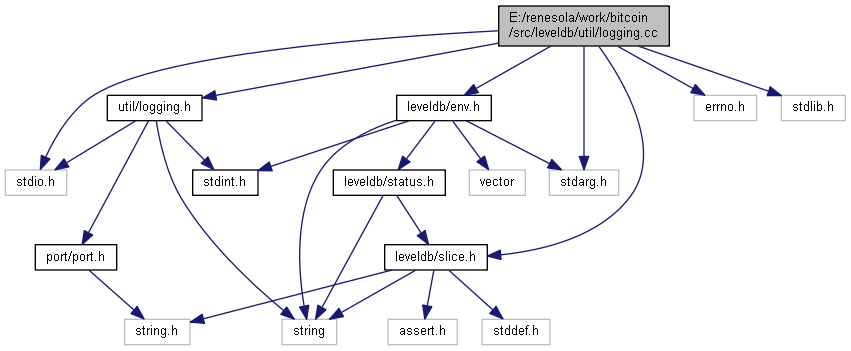 E:/renesola/work/bitcoin
/src/leveldb/util/logging.cc
util/logging.h
leveldb/env.h
errno.h
stdlib.h
stdio.h
stdint.h
leveldb/status.h
vector
stdarg.h
port/port.h
leveldb/slice.h
string.h
string
assert.h
stddef.h